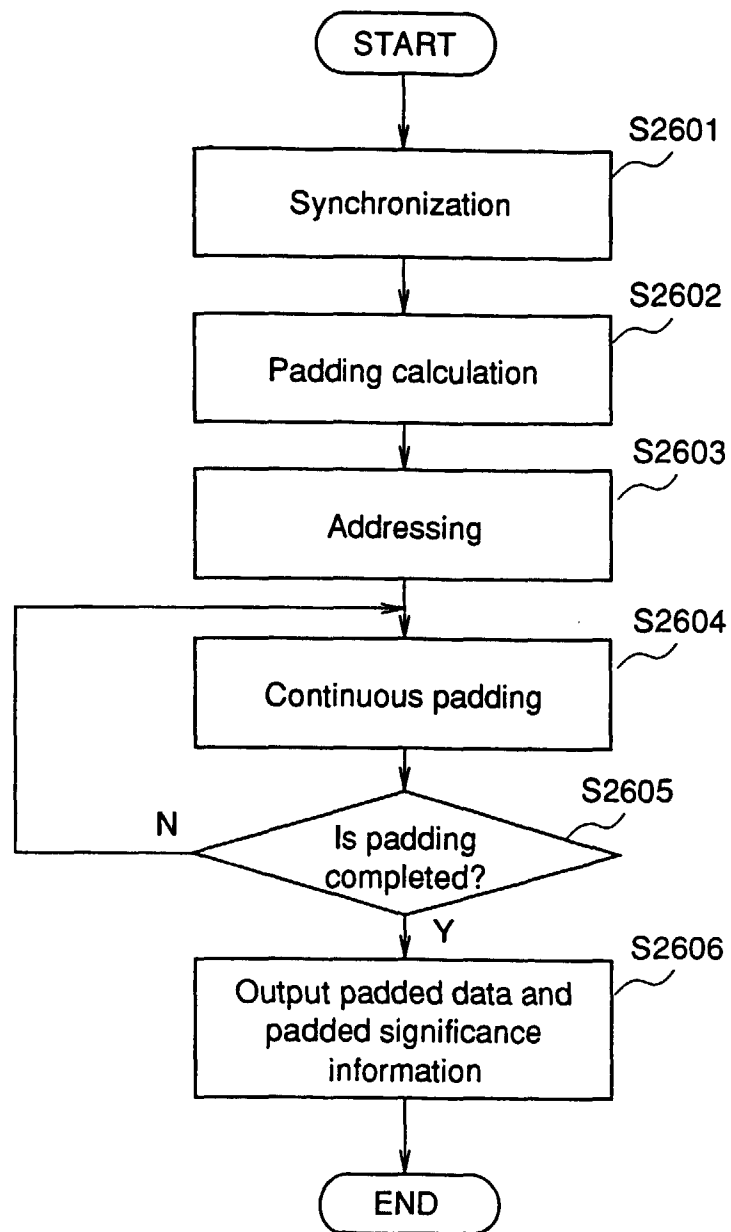 START
S2601
Synchronization
S2602
Padding calculation
S2603
Addressing
S2604
Continuous padding
S2605
N
Is padding
completed?
Y
S2606
Output padded data and
padded significance
information
END